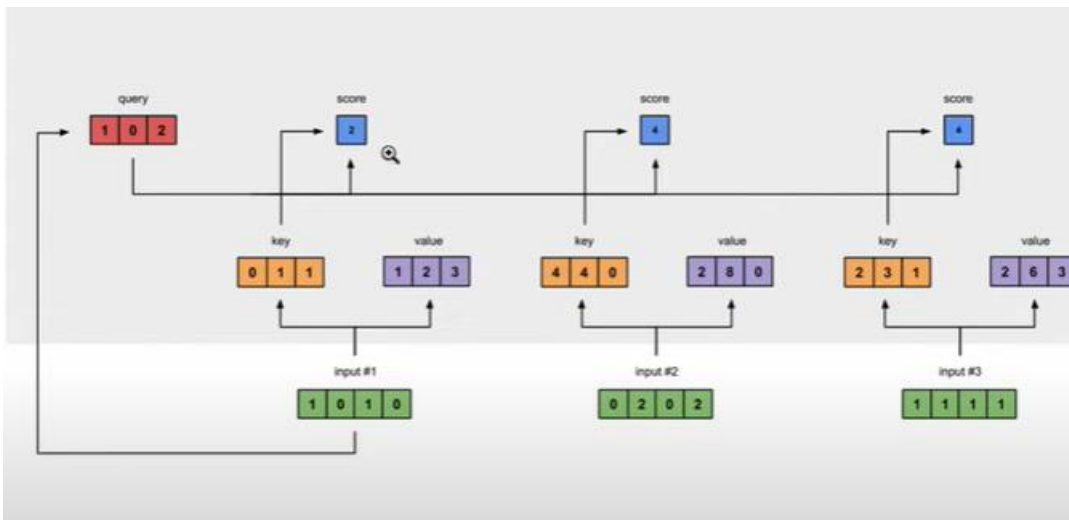 query
score
score
score
1 0 2
2
4
4
key
value
key
value
key
value
0 1 1
1 2 3
4 4 0
2 8 0
2 3 1
2 6 3
input #1
input #2
input #3
1 0 1 0
0 2 0 2
1 1 1 1